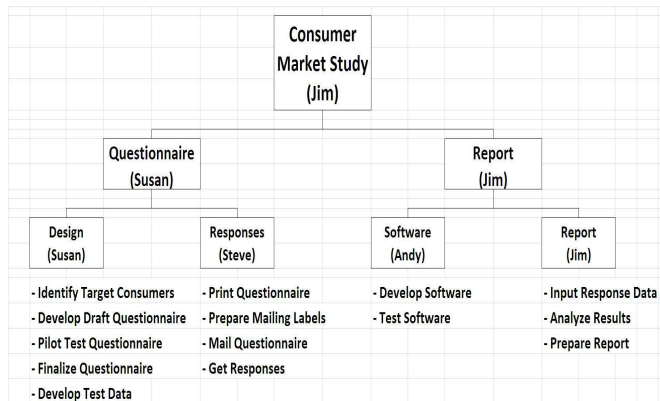 Consumer
Market Study
(Jim)
Questionnaire
(Susan)
Report
(Jim)
Design
(Susan)
Responses
(Steve)
Software
(Andy)
Report
(Jim)
- Identify Target Consumers
- Develop Draft Questionnaire
- Pilot Test Questionnaire
- Finalize Questionnaire
- Develop Test Data
- Print Questionnaire
- Prepare Mailing Labels
- Mail Questionnaire
- Get Responses
- Develop Software
- Test Software
- Input Response Data
- Analyze Results
- Prepare Report